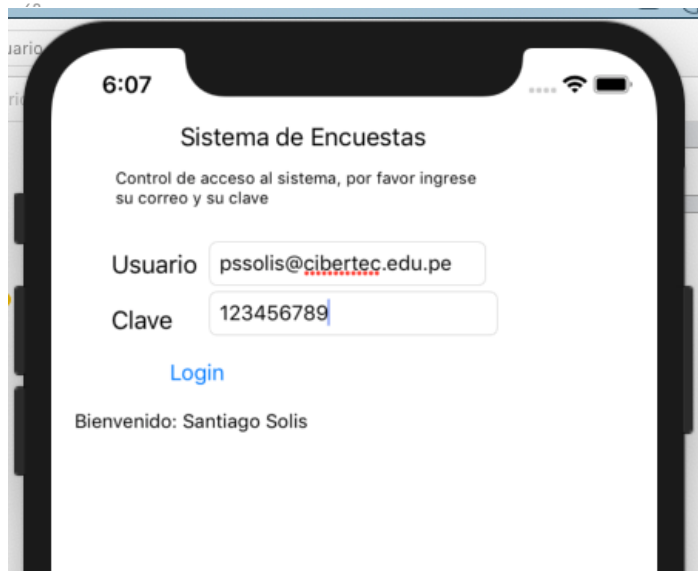 uario
6:07
Sistema de Encuestas
Control de acceso al sistema, por favor ingrese
su correo y su clave
Usuario pssolis@cibertec.edu.pe
Clave 123456789
Login
Bienvenido: Santiago Solis